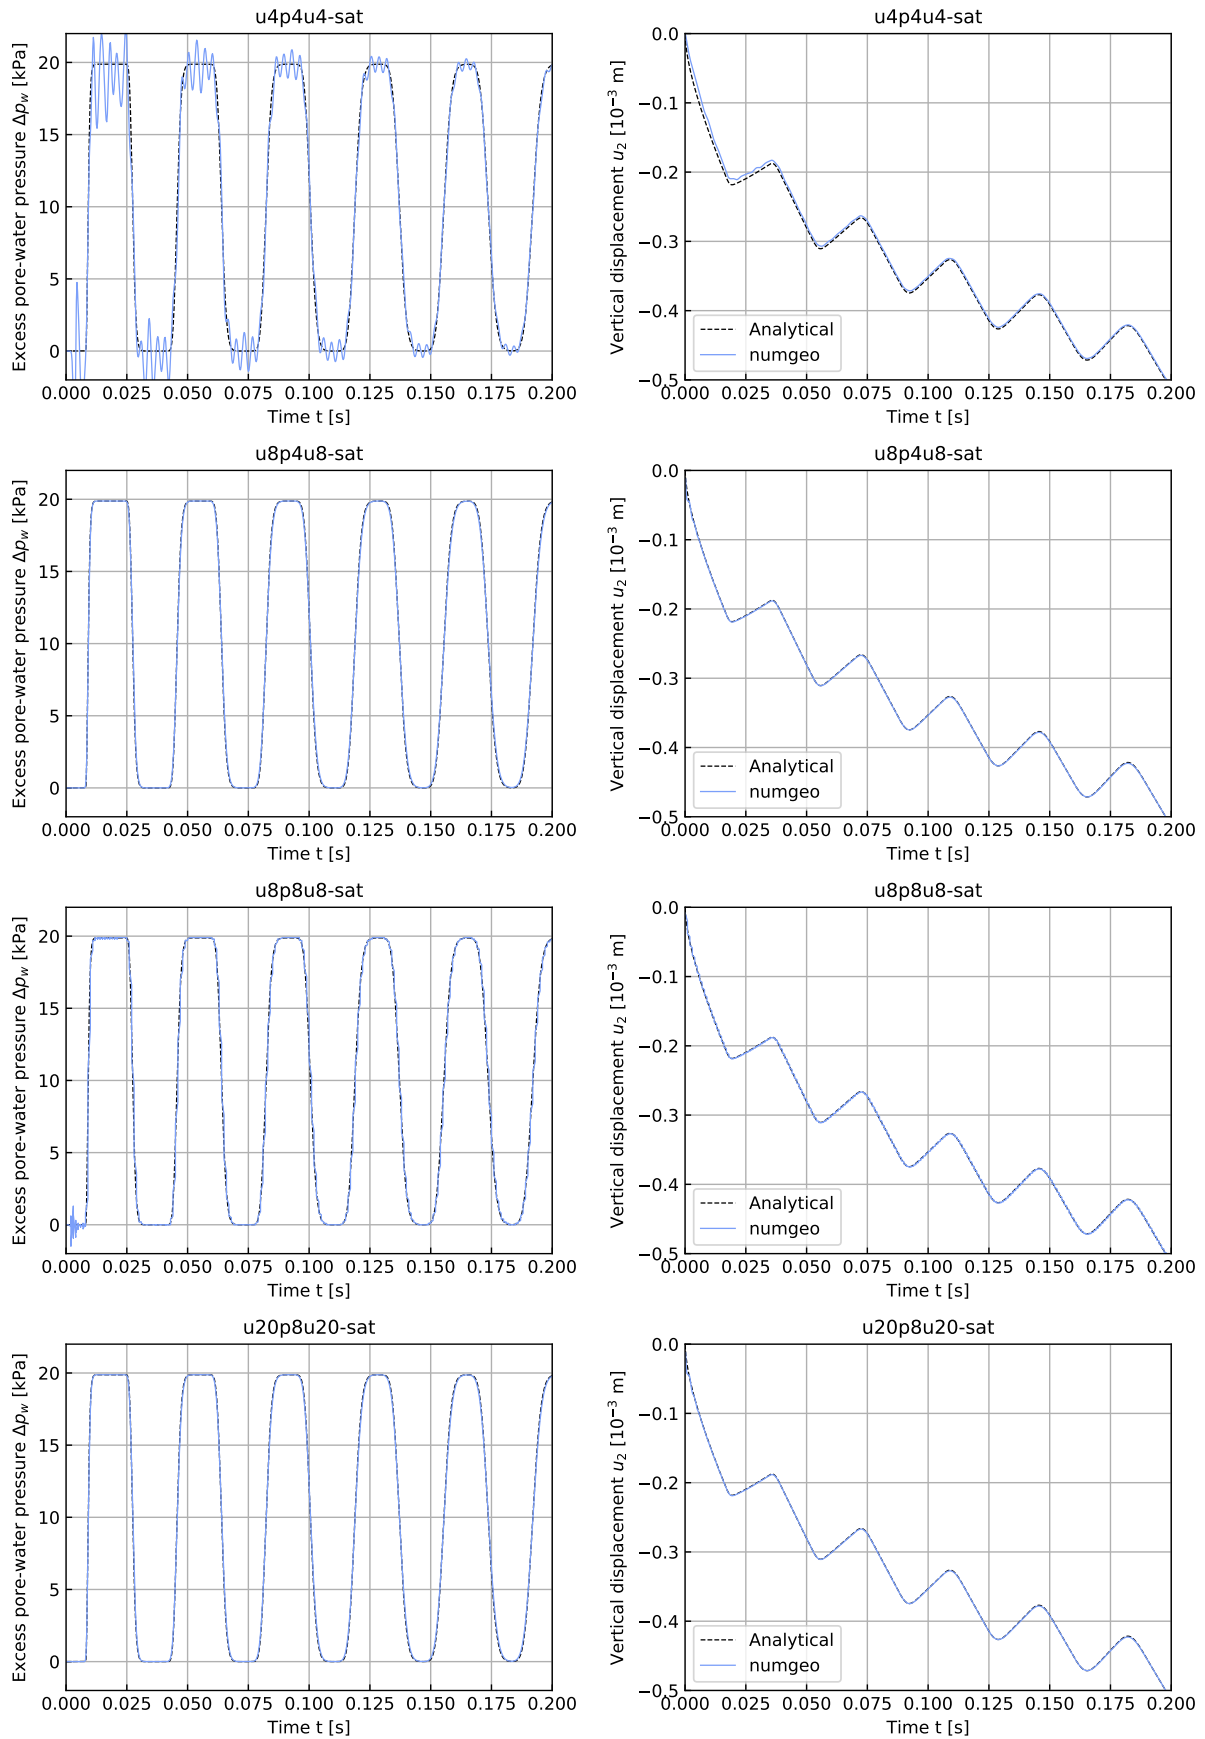 u4p4u4-sat
Excess pore-water pressure Δp_w [kPa]
20
15
10
5
0
0.000 0.025 0.050 0.075 0.100 0.125 0.150 0.175 0.200
Time t [s]
u4p4u4-sat
Vertical displacement u₂ [10⁻³ m]
0.0
−0.1
−0.2
−0.3
−0.4
−0.5
Analytical
numgeo
0.000 0.025 0.050 0.075 0.100 0.125 0.150 0.175 0.200
Time t [s]
u8p4u8-sat
Excess pore-water pressure Δp_w [kPa]
20
15
10
5
0
0.000 0.025 0.050 0.075 0.100 0.125 0.150 0.175 0.200
Time t [s]
u8p4u8-sat
Vertical displacement u₂ [10⁻³ m]
0.0
−0.1
−0.2
−0.3
−0.4
−0.5
Analytical
numgeo
0.000 0.025 0.050 0.075 0.100 0.125 0.150 0.175 0.200
Time t [s]
u8p8u8-sat
Excess pore-water pressure Δp_w [kPa]
20
15
10
5
0
0.000 0.025 0.050 0.075 0.100 0.125 0.150 0.175 0.200
Time t [s]
u8p8u8-sat
Vertical displacement u₂ [10⁻³ m]
0.0
−0.1
−0.2
−0.3
−0.4
−0.5
Analytical
numgeo
0.000 0.025 0.050 0.075 0.100 0.125 0.150 0.175 0.200
Time t [s]
u20p8u20-sat
Excess pore-water pressure Δp_w [kPa]
20
15
10
5
0
0.000 0.025 0.050 0.075 0.100 0.125 0.150 0.175 0.200
Time t [s]
u20p8u20-sat
Vertical displacement u₂ [10⁻³ m]
0.0
−0.1
−0.2
−0.3
−0.4
−0.5
Analytical
numgeo
0.000 0.025 0.050 0.075 0.100 0.125 0.150 0.175 0.200
Time t [s]